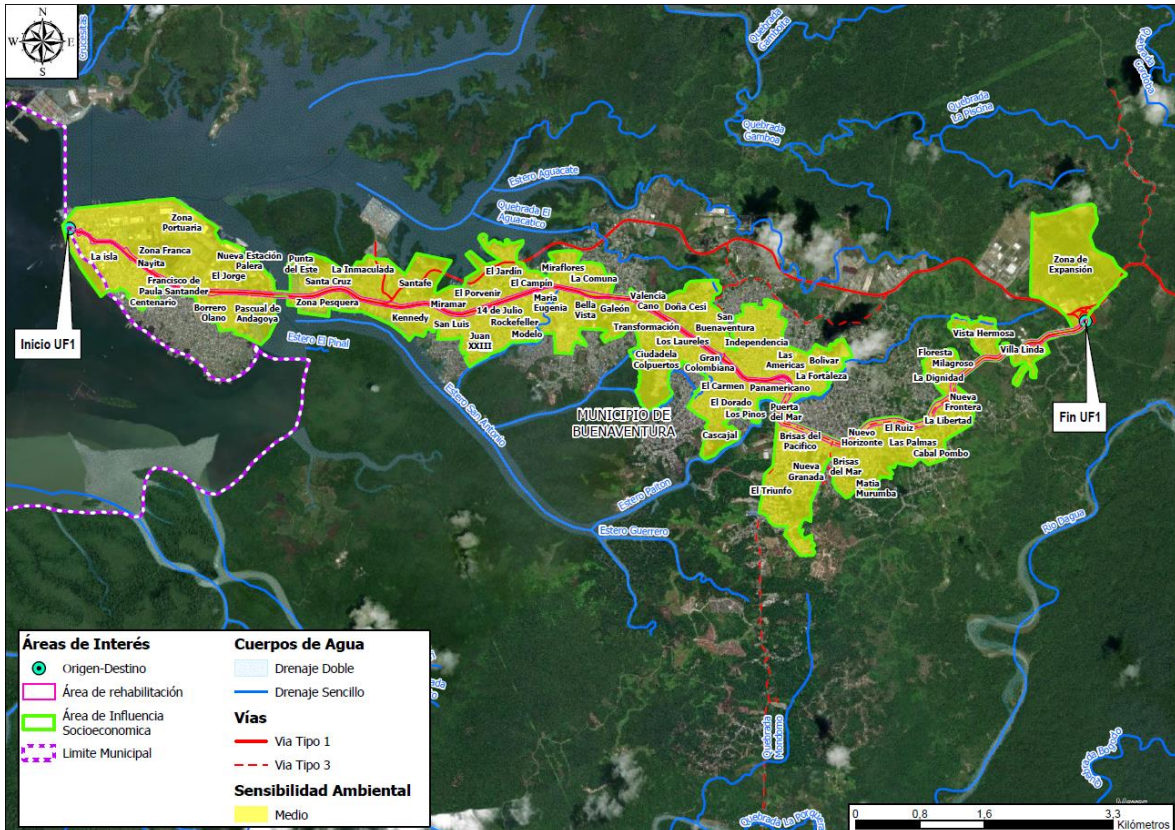 N
W E
S
Crucesitas
Quebrada
Gamboita
Quebrada
La Piscina
Quebrada
Gamboa
Estero Aguacate
Quebrada El
Aguacatico
Zona
Portuaria
La isla
Zona Franca
Nayita
Nueva Estación
Palera
Francisco de
Paula Santander
El Jorge
Centenario
Borrero
Olano
Pascual de
Andagoya
Punta
del Este
Santa Cruz
La Inmaculada
Zona Pesquera
Santafe
Kennedy
Miramar
El Jardín
El Porvenir
El Campín
Miraflores
La Comuna
San Luis
14 de Julio
Rockefeller
Juan
XXIII
Modelo
Maria
Eugenia
Bella
Vista
Galeón
Valencia
Cano
Doña Cesi
San
Buenaventura
Transformación
Independencia
Los Laureles
Ciudadela
Colpuertos
Gran
Colombiana
Las
Americas
Bolivar
La Fortaleza
El Carmen
Panamericano
El Dorado
Los Pinos
Puerta
del Mar
Cascajal
MUNICIPIO DE
BUENAVENTURA
Brisas del
Pacifico
Nuevo
Horizonte
El Ruiz
Las Palmas
Cabal Pombo
La Libertad
Nueva
Frontera
La Dignidad
Floresta
Milagroso
Vista Hermosa
Villa Linda
Zona de
Expansión
Nueva
Granada
Brisas
del Mar
Matia
Murumba
El Triunfo
Inicio UF1
Fin UF1
Estero El Pinal
Estero San Antonio
Estero Pailon
Estero Guerrero
Rio Dagua
Quebrada
Mondomo
Áreas de Interés
Origen-Destino
Área de rehabilitación
Área de Influencia
Socioeconomica
Limite Municipal
Cuerpos de Agua
Drenaje Doble
Drenaje Sencillo
Vías
Via Tipo 1
Via Tipo 3
Sensibilidad Ambiental
Medio
0 0,8 1,6 3,3
Kilómetros